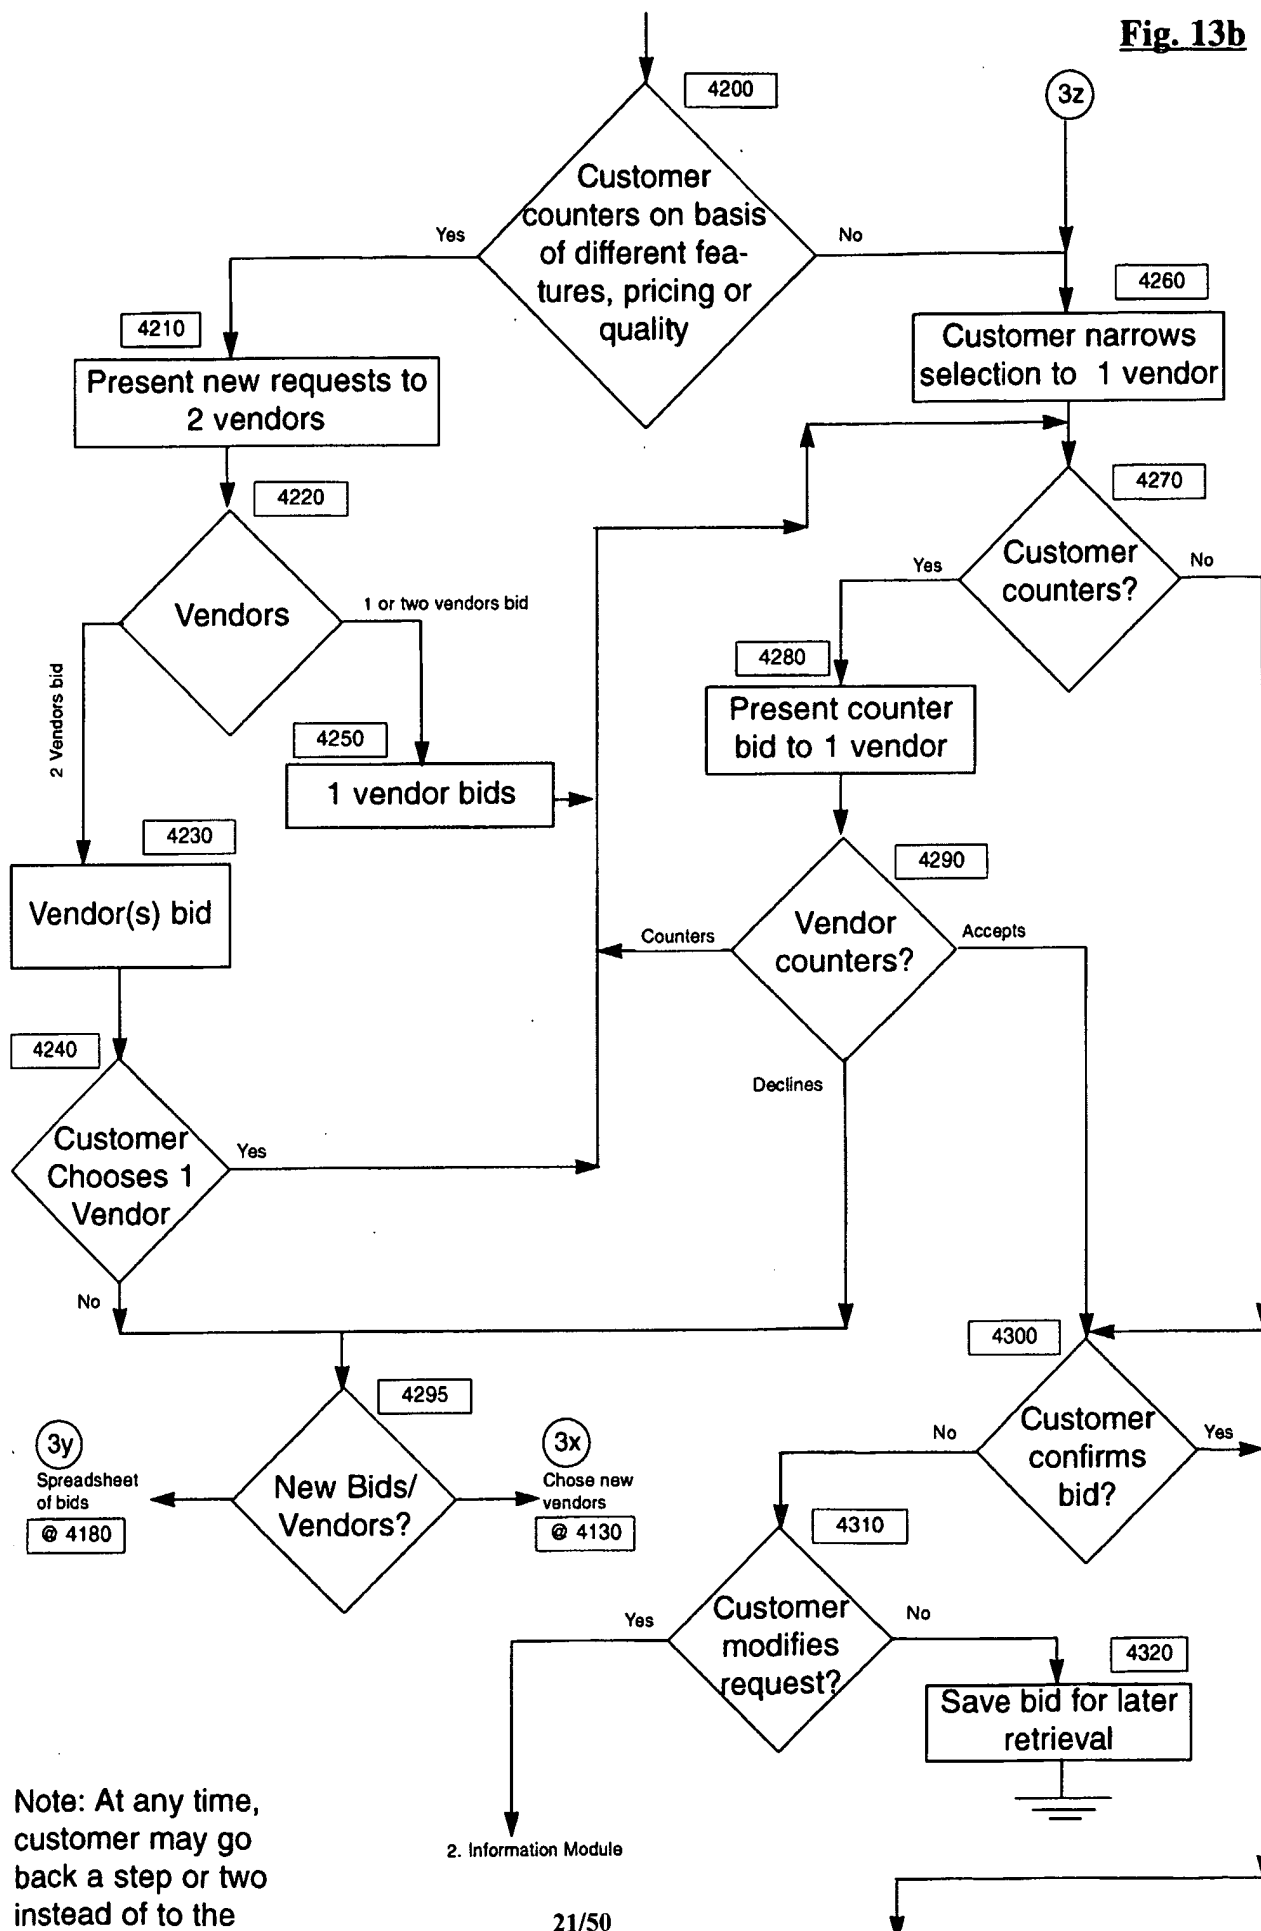 Fig. 13b
4200
3z
Customer
counters on basis
of different fea-
tures, pricing or
quality
Yes
No
4260
4210
Customer narrows
selection to 1 vendor
Present new requests to
2 vendors
4220
4270
Customer
counters?
Yes
No
Vendors
1 or two vendors bid
2 Vendors bid
4280
Present counter
bid to 1 vendor
4250
1 vendor bids
4230
4290
Vendor(s) bid
Vendor
counters?
Counters
Accepts
4240
Declines
Customer
Chooses 1
Vendor
Yes
No
4300
4295
3y
Spreadsheet
of bids
@ 4180
New Bids/
Vendors?
3x
Chose new
vendors
@ 4130
No
Customer
confirms
bid?
Yes
4310
Customer
modifies
request?
Yes
No
4320
Save bid for later
retrieval
2. Information Module
Note: At any time,
customer may go
back a step or two
instead of to the
21/50